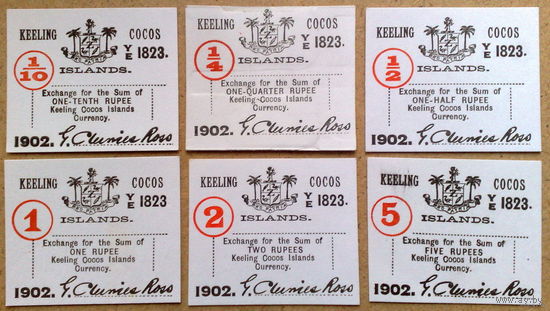 KEELING COCOS
1/10 YE 1823.
ISLANDS.
Exchange for the Sum of
ONE-TENTH RUPEE
Keeling Cocos Islands
Currency.
1902. G. Clunies Ross
KEELING COCOS
1/4 YE 1823.
ISLANDS.
Exchange for the Sum of
ONE-QUARTER RUPEE
Keeling Cocos Islands
Currency.
1902. G. Clunies Ross
KEELING COCOS
1/2 YE 1823.
ISLANDS.
Exchange for the Sum of
ONE-HALF RUPEE
Keeling Cocos Islands
Currency.
1902. G. Clunies Ross
KEELING COCOS
1 YE 1823.
ISLANDS.
Exchange for the Sum of
ONE RUPEE
Keeling Cocos Islands
Currency.
1902. G. Clunies Ross
KEELING COCOS
2 YE 1823.
ISLANDS.
Exchange for the Sum of
TWO RUPEES
Keeling Cocos Islands
Currency.
1902. G. Clunies Ross
KEELING COCOS
5 YE 1823.
ISLANDS.
Exchange for the Sum of
FIVE RUPEES
Keeling Cocos Islands
Currency.
1902. G. Clunies Ross